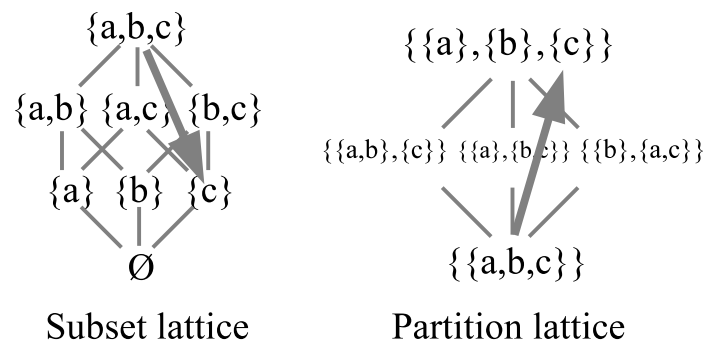 {a,b,c}
{a,b} {a,c} {b,c}
{a} {b} {c}
Ø
Subset lattice
{{a},{b},{c}}
{{a,b},{c}} {{a},{b,c}} {{b},{a,c}}
{{a,b,c}}
Partition lattice